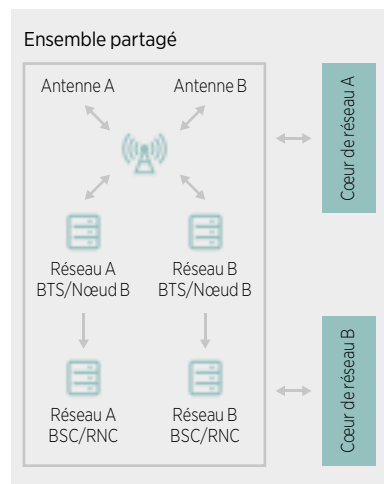 Ensemble partagé
Antenne A
Antenne B
Cœur de réseau A
Réseau A
BTS/Nœud B
Réseau B
BTS/Nœud B
Réseau A
BSC/RNC
Réseau B
BSC/RNC
Cœur de réseau B